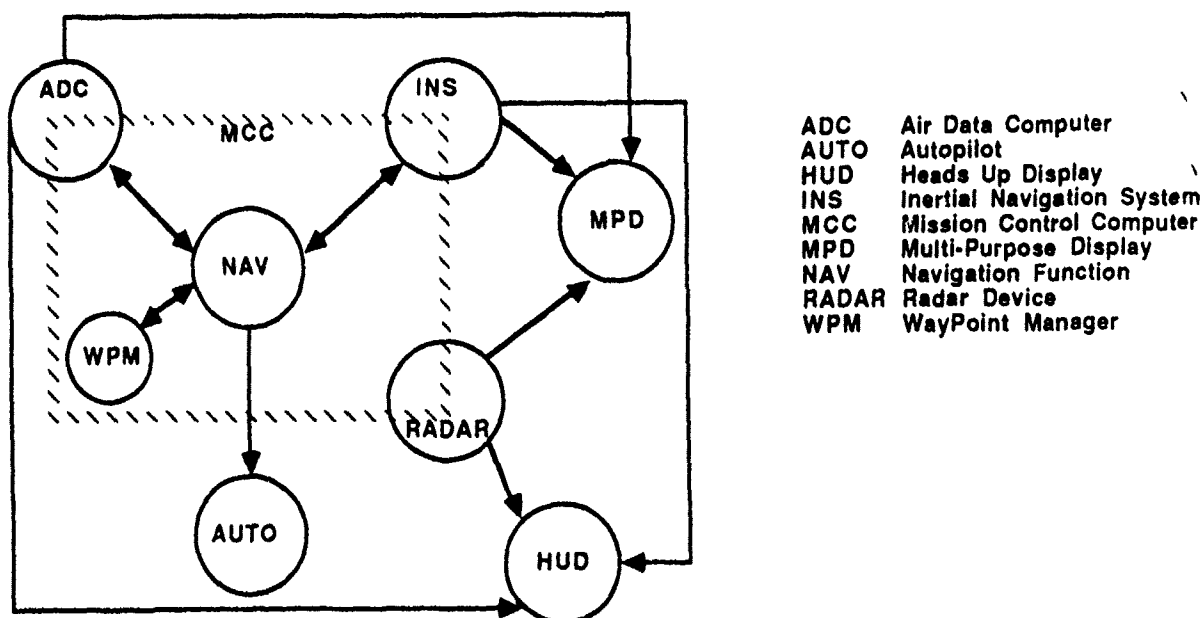 ADC
INS
MCC
MPD
NAV
WPM
RADAR
AUTO
HUD
ADC Air Data Computer
AUTO Autopilot
HUD Heads Up Display
INS Inertial Navigation System
MCC Mission Control Computer
MPD Multi-Purpose Display
NAV Navigation Function
RADAR Radar Device
WPM WayPoint Manager